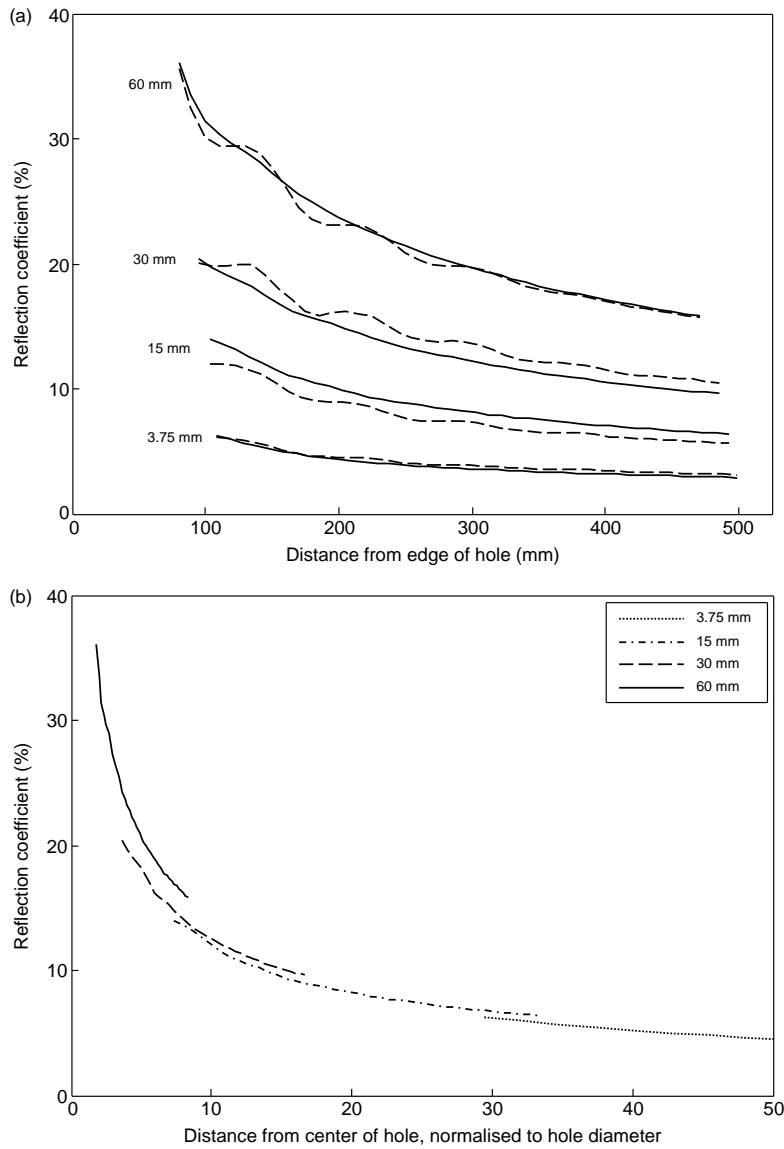 (a)
40
30
20
10
0
Reflection coefficient (%)
60 mm
30 mm
15 mm
3.75 mm
0 100 200 300 400 500
Distance from edge of hole (mm)
(b)
40
30
20
10
0
Reflection coefficient (%)
3.75 mm
15 mm
30 mm
60 mm
0 10 20 30 40 50
Distance from center of hole, normalised to hole diameter